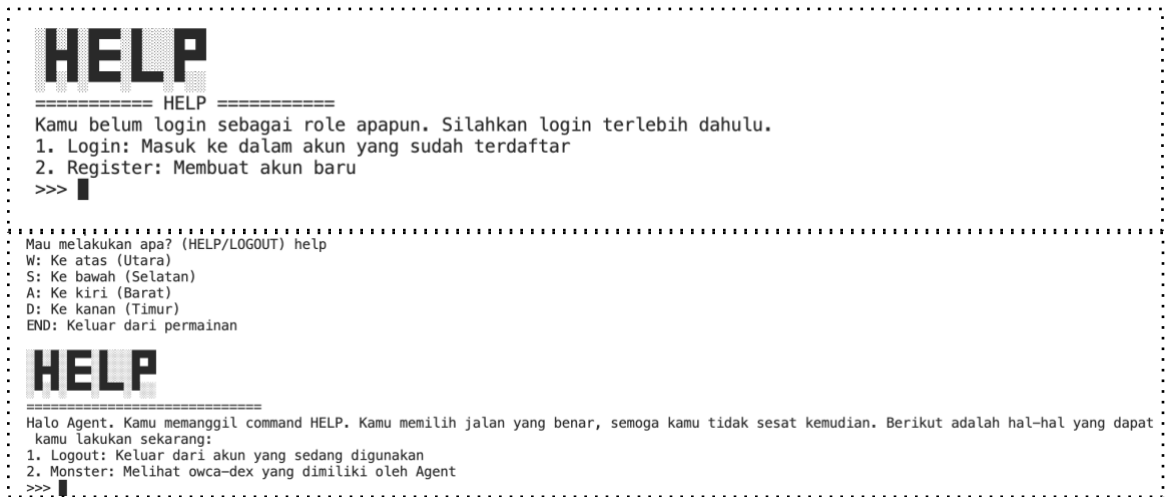 HELP
=========== HELP ===========
Kamu belum login sebagai role apapun. Silahkan login terlebih dahulu.
1. Login: Masuk ke dalam akun yang sudah terdaftar
2. Register: Membuat akun baru
>>>
Mau melakukan apa? (HELP/LOGOUT) help
W: Ke atas (Utara)
S: Ke bawah (Selatan)
A: Ke kiri (Barat)
D: Ke kanan (Timur)
END: Keluar dari permainan
HELP
=============================
Halo Agent. Kamu memanggil command HELP. Kamu memilih jalan yang benar, semoga kamu tidak sesat kemudian. Berikut adalah hal-hal yang dapat
kamu lakukan sekarang:
1. Logout: Keluar dari akun yang sedang digunakan
2. Monster: Melihat owca-dex yang dimiliki oleh Agent
>>>